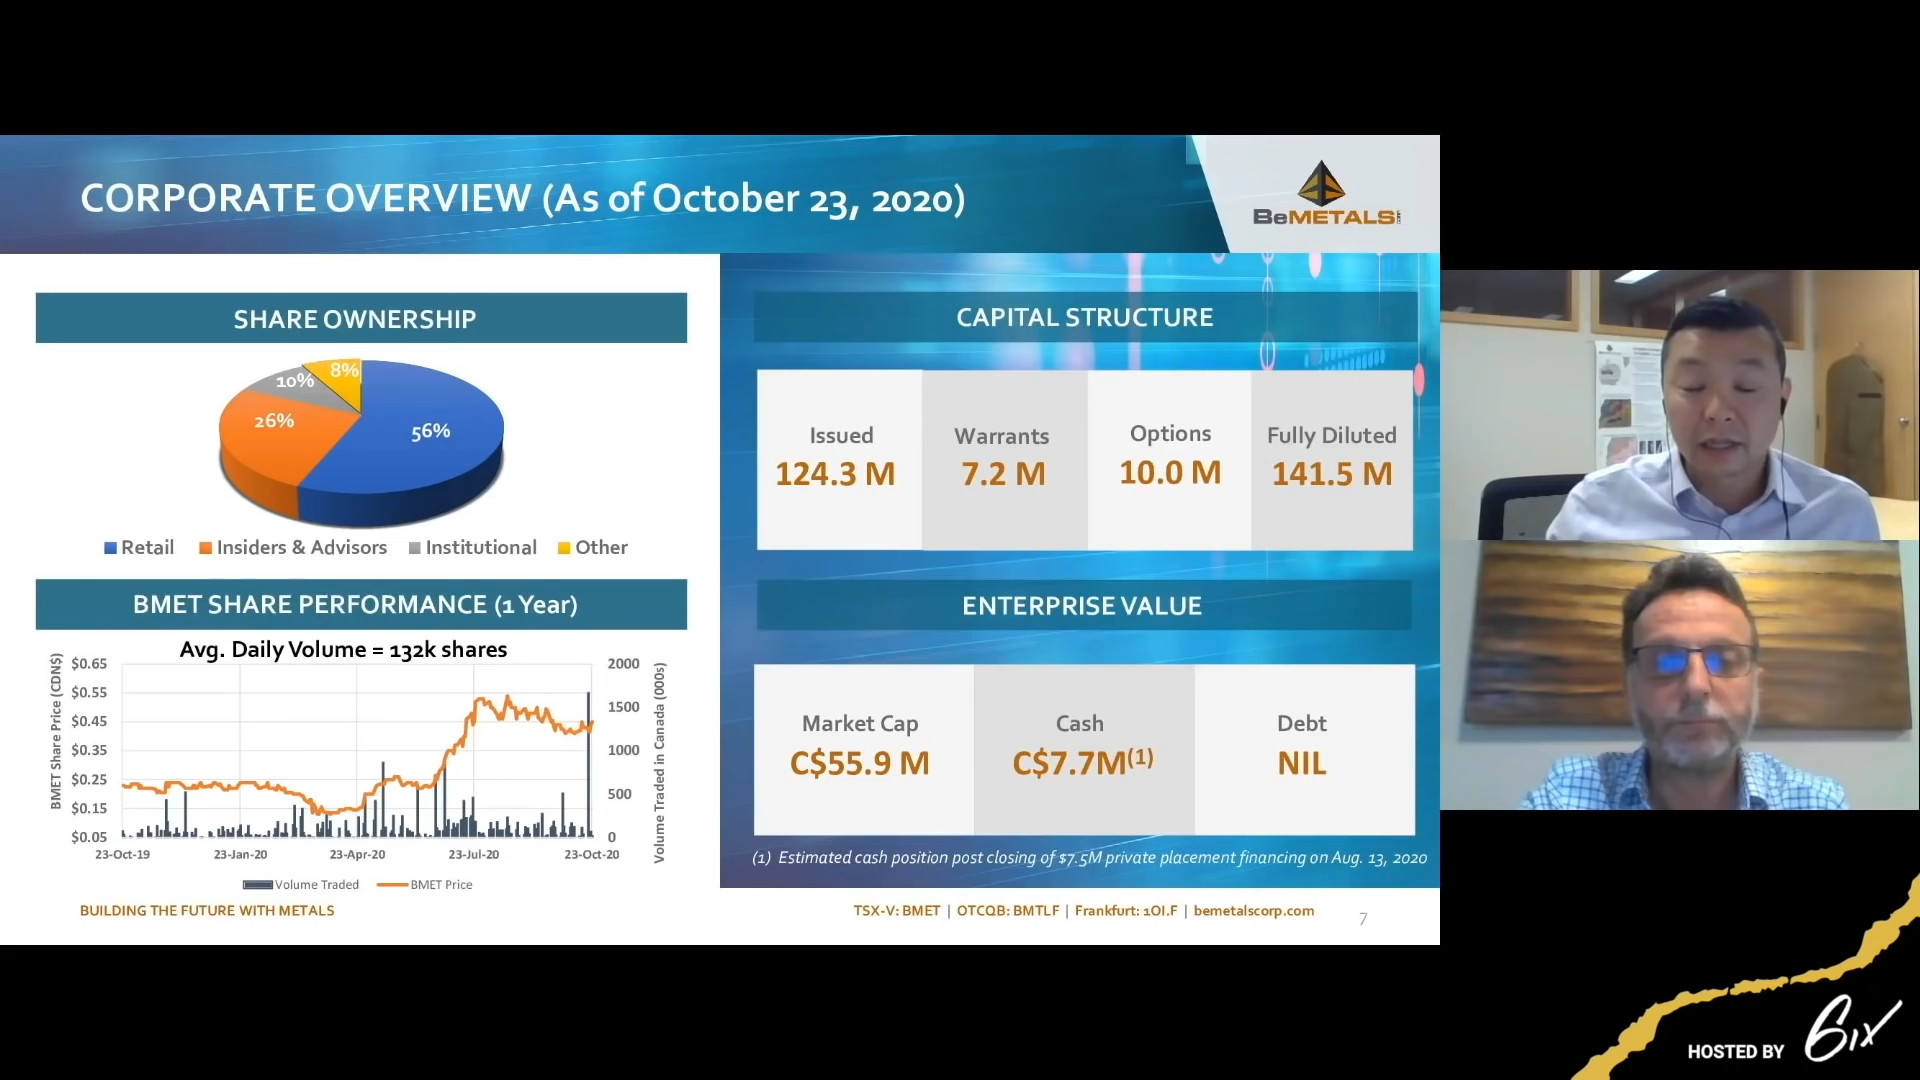 CORPORATE OVERVIEW (As of October 23, 2020)
BeMETALS
SHARE OWNERSHIP
8%
10%
26%
56%
Retail Insiders & Advisors Institutional Other
BMET SHARE PERFORMANCE (1 Year)
Avg. Daily Volume = 132k shares
BMET Share Price (CDN$)
$0.65
$0.55
$0.45
$0.35
$0.25
$0.15
$0.05
2000
1500
1000
500
0
Volume Traded in Canada (000s)
23-Oct-19 23-Jan-20 23-Apr-20 23-Jul-20 23-Oct-20
Volume Traded BMET Price
CAPITAL STRUCTURE
Issued
124.3 M
Warrants
7.2 M
Options
10.0 M
Fully Diluted
141.5 M
ENTERPRISE VALUE
Market Cap
C$55.9 M
Cash
C$7.7M(1)
Debt
NIL
(1) Estimated cash position post closing of $7.5M private placement financing on Aug. 13, 2020
BUILDING THE FUTURE WITH METALS
TSX-V: BMET | OTCQB: BMTLF | Frankfurt: 1OI.F | bemetalscorp.com
7
HOSTED BY 6ix